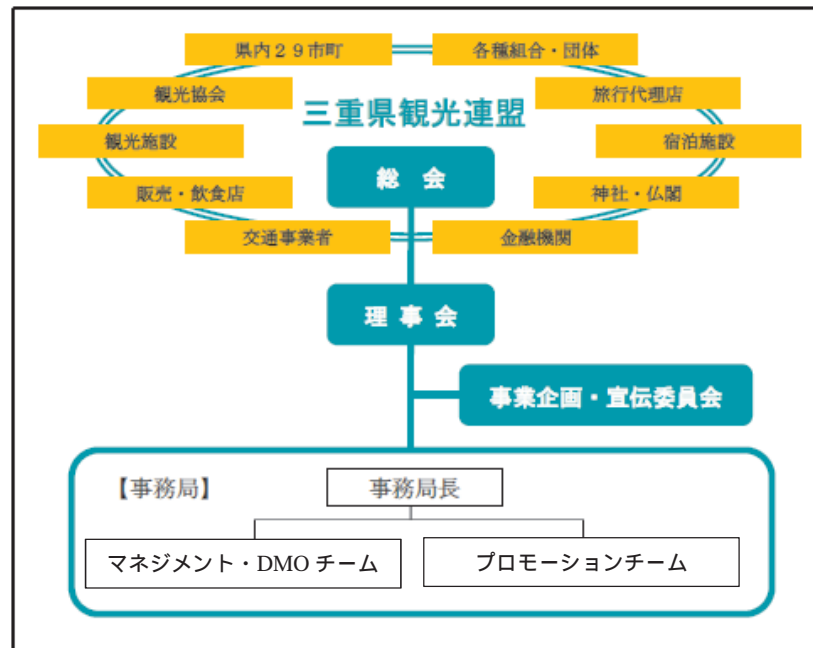 県内２９市町
各種組合・団体
観光協会
旅行代理店
三重県観光連盟
観光施設
宿泊施設
総　会
販売・飲食店
神社・仏閣
交通事業者
金融機関
理 事 会
事業企画・宣伝委員会
【事務局】
事務局長
マネジメント・DMO チーム
プロモーションチーム